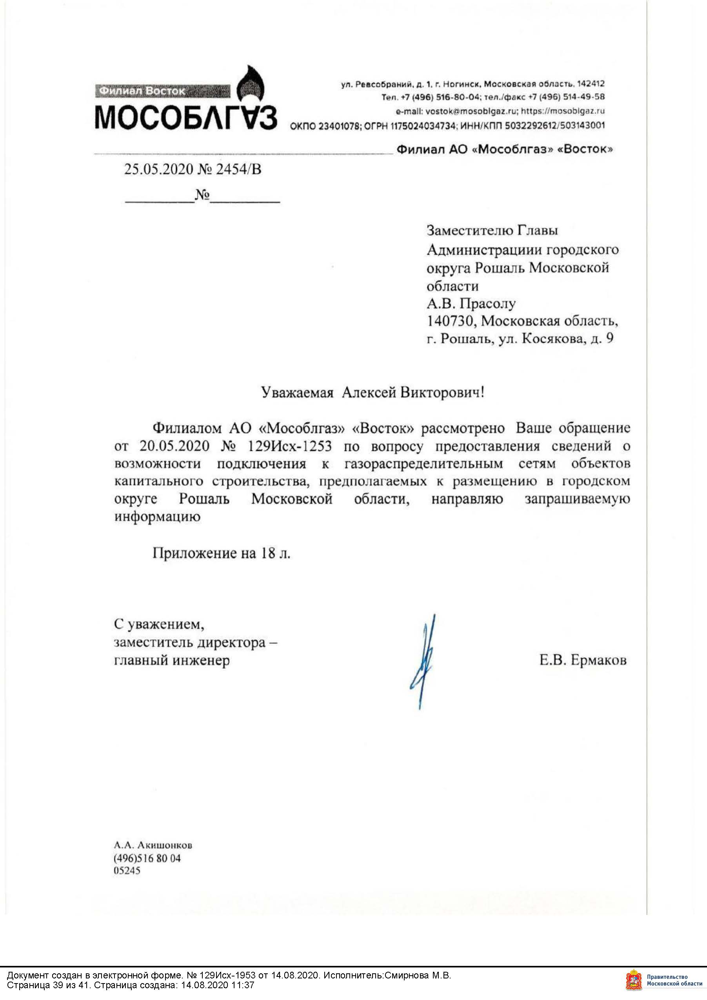 Филиал Восток
МОСОБЛГАЗ
ул. Ревсобраний, д. 1, г. Ногинск, Московская область, 142412
Тел. +7 (496) 516-80-04; тел./факс +7 (496) 514-49-58
e-mail: vostok@mosoblgaz.ru; https://mosoblgaz.ru
ОКПО 23401078; ОГРН 1175024034734; ИНН/КПП 5032292612/503143001
Филиал АО «Мособлгаз» «Восток»
25.05.2020 № 2454/В
_________№_________
Заместителю Главы
Администрациии городского
округа Рошаль Московской
области
А.В. Прасолу
140730, Московская область,
г. Рошаль, ул. Косякова, д. 9
Уважаемая Алексей Викторович!
Филиалом АО «Мособлгаз» «Восток» рассмотрено Ваше обращение
от 20.05.2020 № 129Исх-1253 по вопросу предоставления сведений о
возможности подключения к газораспределительным сетям объектов
капитального строительства, предполагаемых к размещению в городском
округе Рошаль Московской области, направляю запрашиваемую
информацию
Приложение на 18 л.
С уважением,
заместитель директора –
главный инженер
Е.В. Ермаков
А.А. Акишонков
(496)516 80 04
05245
Документ создан в электронной форме. № 129Исх-1953 от 14.08.2020. Исполнитель:Смирнова М.В.
Страница 39 из 41. Страница создана: 14.08.2020 11:37
Правительство
Московской области